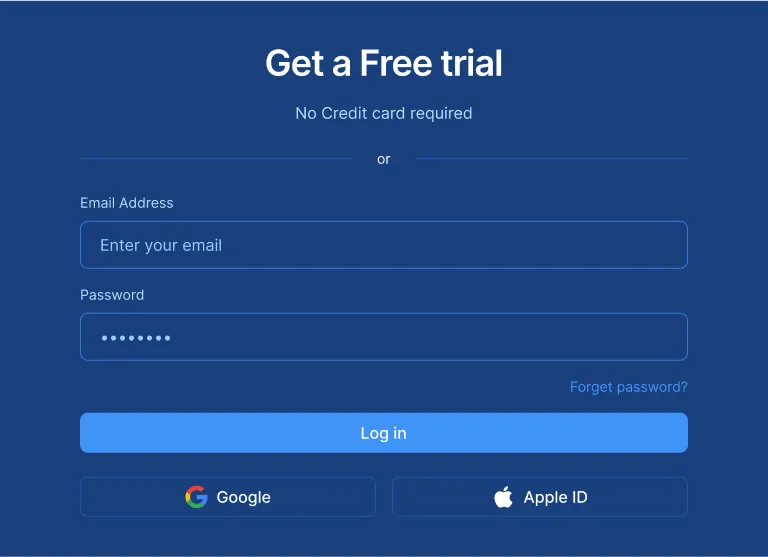 Get a Free trial
No Credit card required
or
Email Address
Enter your email
Password
••••••••
Forget password?
Log in
Google
Apple ID